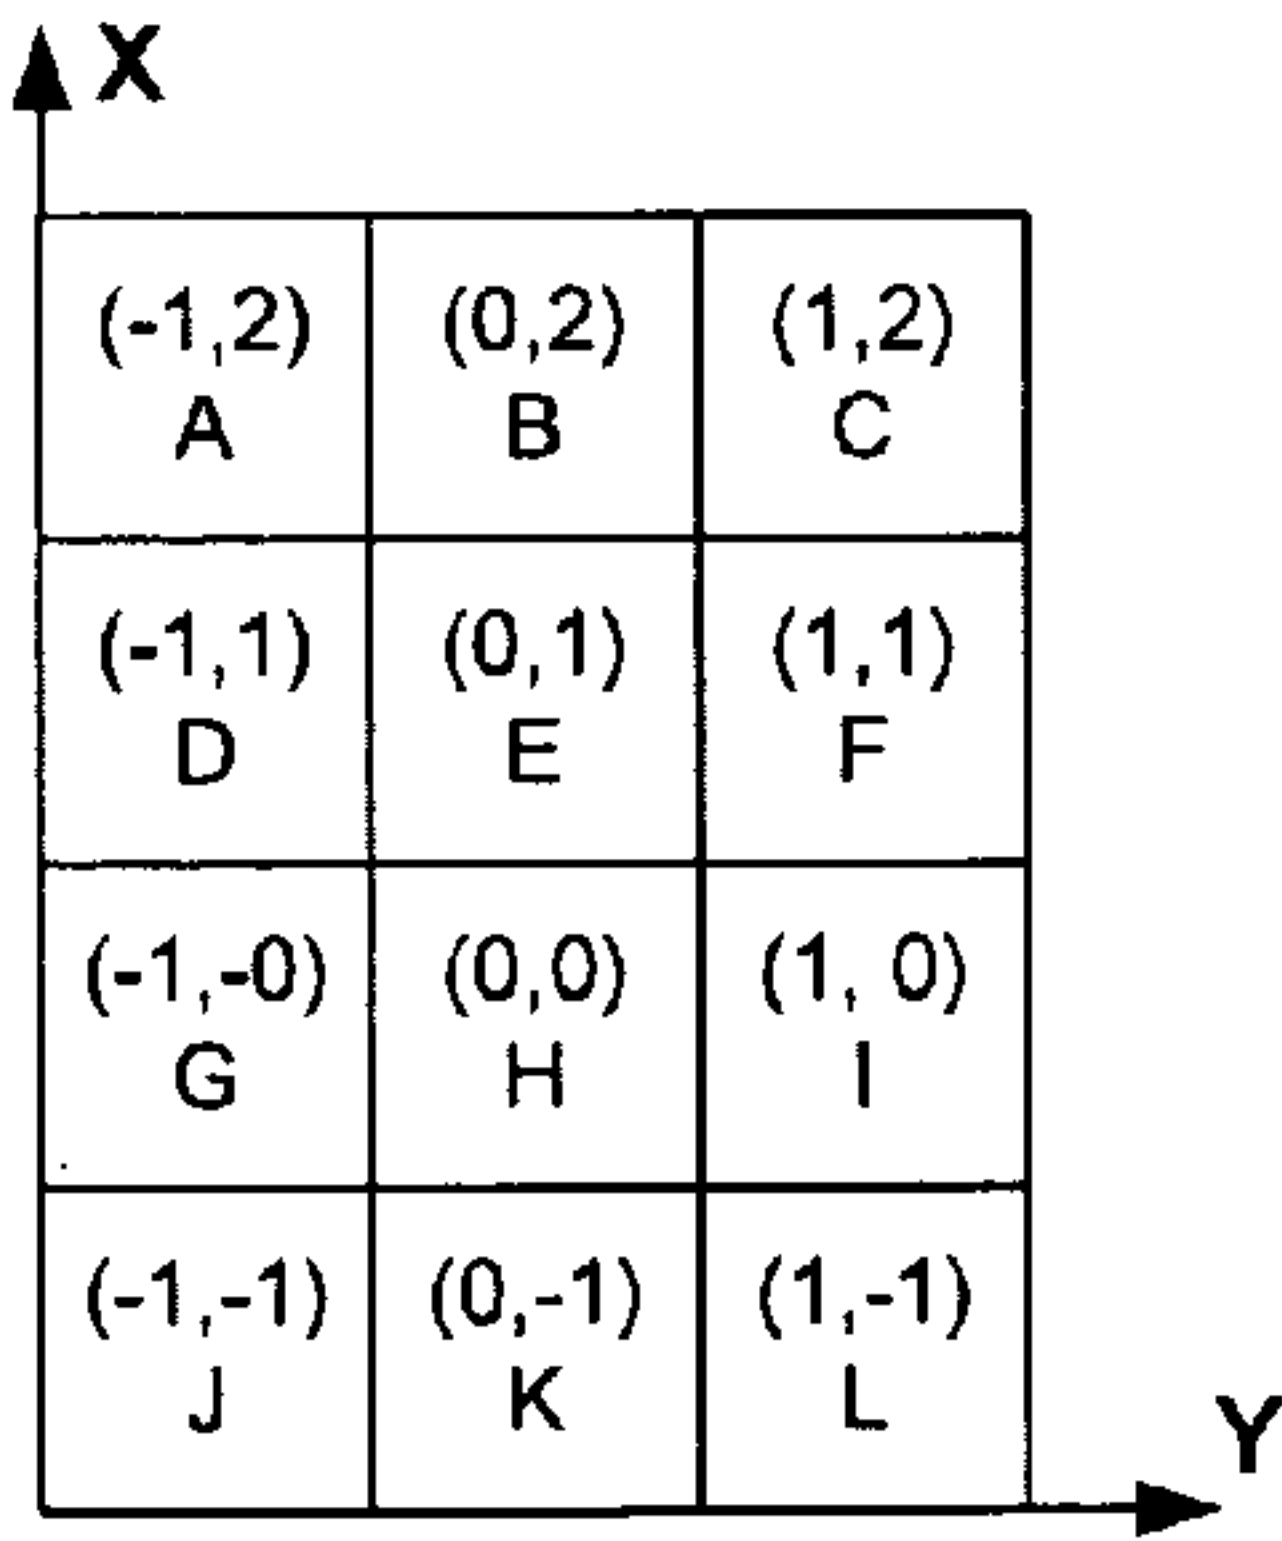 X
(-1,2) (0,2) (1,2)
A B C
(-1,1) (0,1) (1,1)
D E F
(-1,-0) (0,0) (1, 0)
G H I
(-1,-1) (0,-1) (1,-1)
J K L
Y